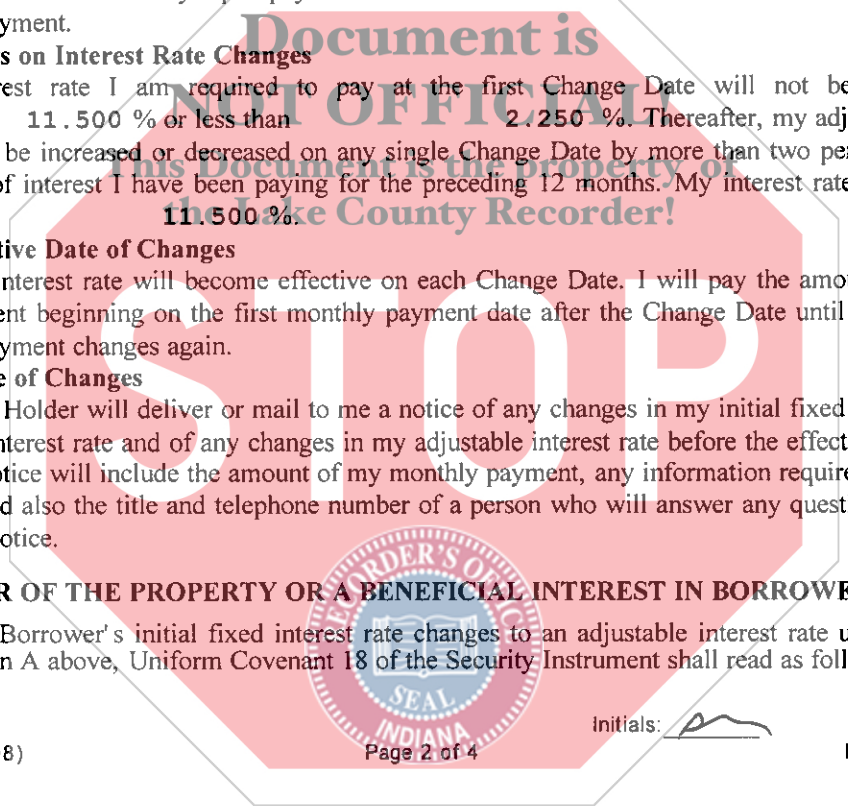 yment.
Document is
s on Interest Rate Changes
rest rate I am required to pay at the first Change Date will not be
NOT OFFICIAL!
11.500 % or less than 2.250 %. Thereafter, my adj
be increased or decreased on any single Change Date by more than two pe
This Document is the property of
of interest I have been paying for the preceding 12 months. My interest rate
the Lake County Recorder!
11.500 %.
tive Date of Changes
nterest rate will become effective on each Change Date. I will pay the amo
ent beginning on the first monthly payment date after the Change Date until
yment changes again.
STOP
e of Changes
Holder will deliver or mail to me a notice of any changes in my initial fixed
nterest rate and of any changes in my adjustable interest rate before the effect
otice will include the amount of my monthly payment, any information require
d also the title and telephone number of a person who will answer any quest
otice.
R OF THE PROPERTY OR A BENEFICIAL INTEREST IN BORROWE
Borrower's initial fixed interest rate changes to an adjustable interest rate u
n A above, Uniform Covenant 18 of the Security Instrument shall read as foll
RECORDER'S OFFICE
SEAL
INDIANA
Initials:
8)
Page 2 of 4